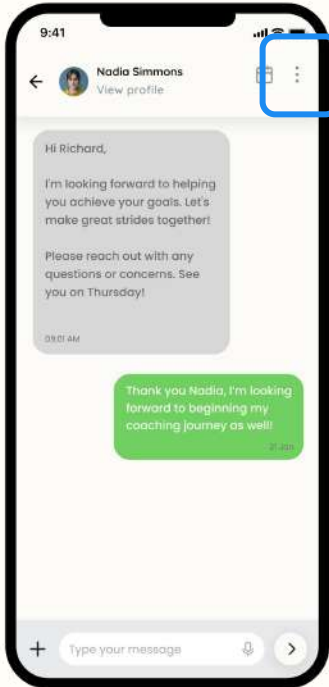 9:41
Nadia Simmons
View profile
Hi Richard,
I'm looking forward to helping
you achieve your goals. Let's
make great strides together!
Please reach out with any
questions or concerns. See
you on Thursday!
09:01 AM
Thank you Nadia, I'm looking
forward to beginning my
coaching journey as well!
21 Jan
Type your message